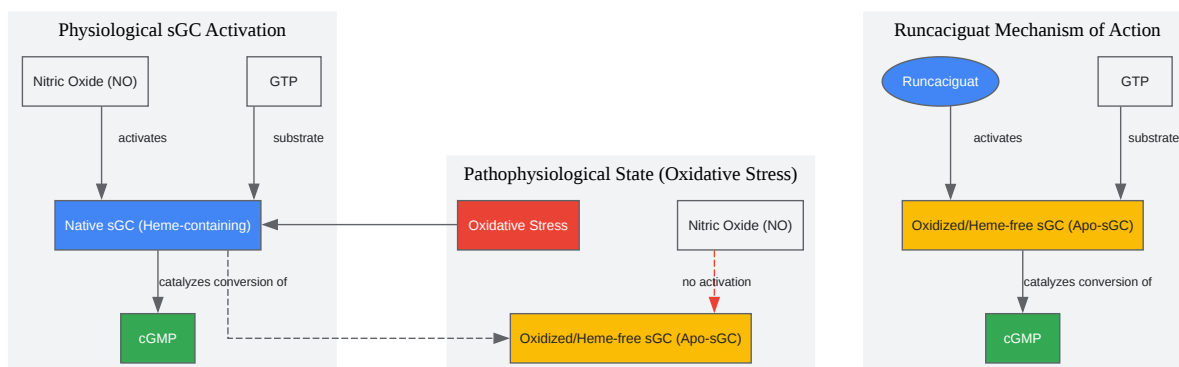 Physiological sGC Activation
Nitric Oxide (NO)
GTP
activates
substrate
Native sGC (Heme-containing)
catalyzes conversion of
cGMP
Pathophysiological State (Oxidative Stress)
Oxidative Stress
Nitric Oxide (NO)
no activation
Oxidized/Heme-free sGC (Apo-sGC)
Runcaciguat Mechanism of Action
Runcaciguat
GTP
activates
substrate
Oxidized/Heme-free sGC (Apo-sGC)
catalyzes conversion of
cGMP